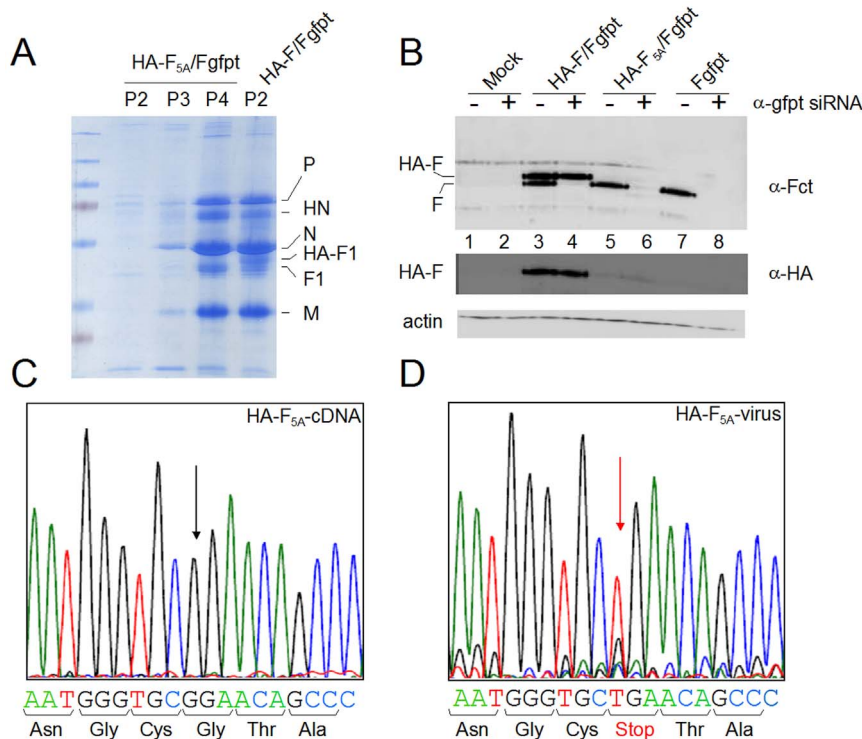 A
HA-F5A/Fgfpt
HA-F/Fgfpt
P2 P3 P4 P2
P
HN
N
HA-F1
F1
M
B
Mock
HA-F/Fgfpt
HA-F5A/Fgfpt
Fgfpt
- + - + - + - + α-gfpt siRNA
HA-F
F
α-Fct
1 2 3 4 5 6 7 8
HA-F
α-HA
actin
C
HA-F5A-cDNA
AATGGGTGCGGAACAGCCC
Asn Gly Cys Gly Thr Ala
D
HA-F5A-virus
AATGGGTGCTGAACAGCCC
Asn Gly Cys Stop Thr Ala